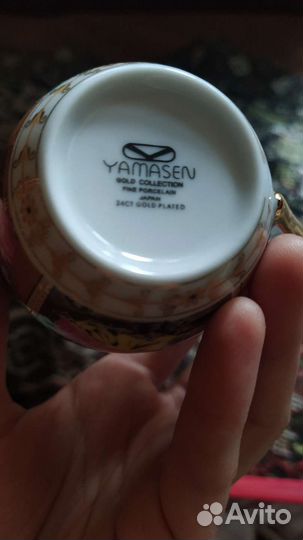 YAMASEN
GOLD COLLECTION
FINE PORCELAIN
JAPAN
24CT GOLD PLATED
Avito